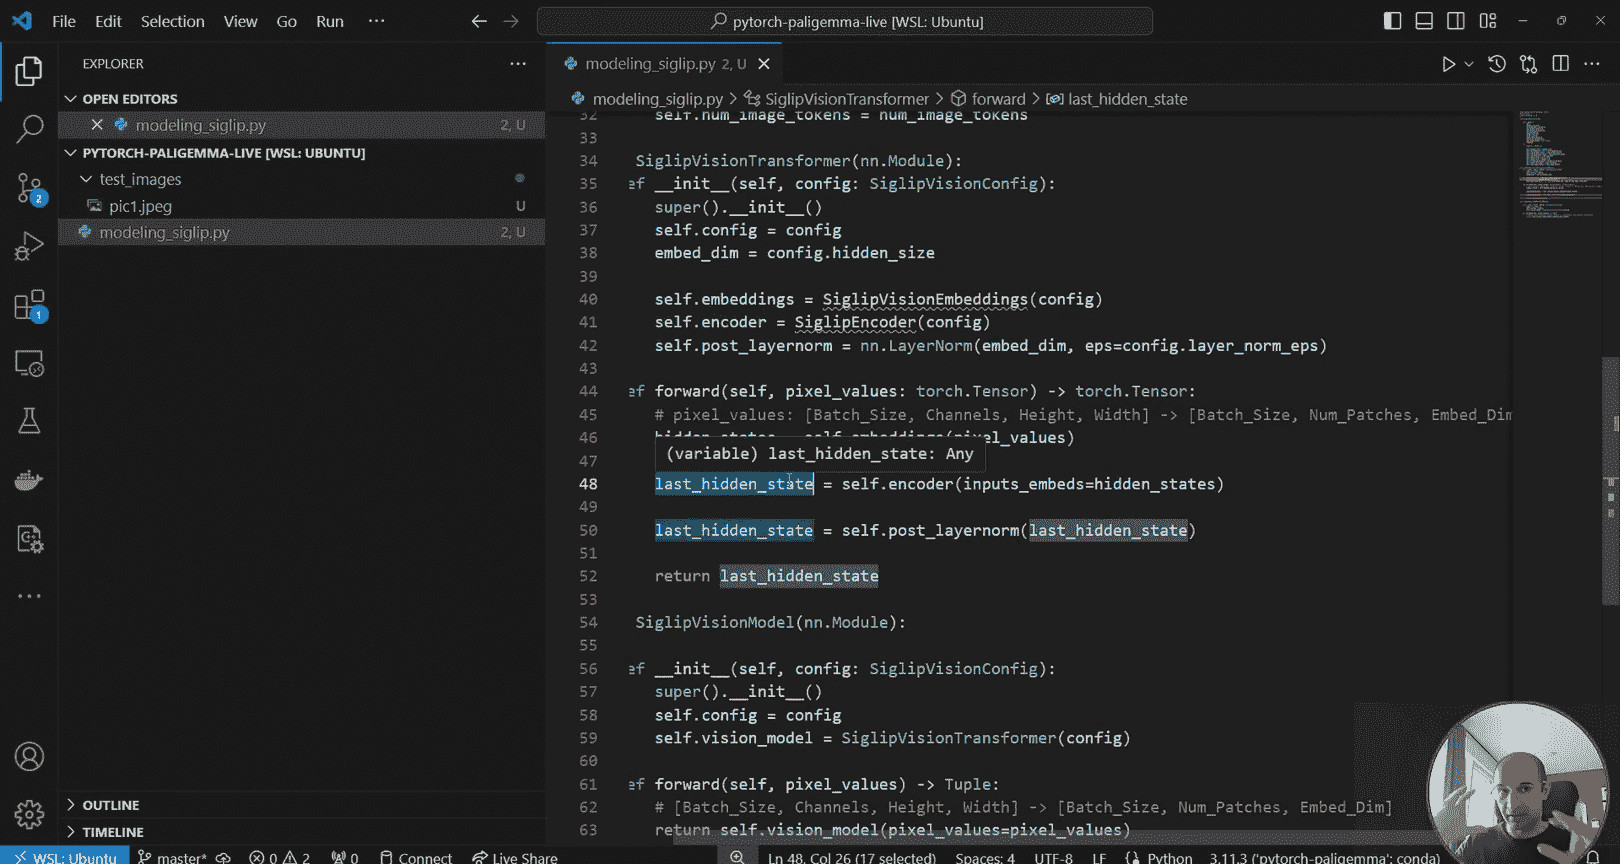 File Edit Selection View Go Run ···
pytorch-paligemma-live [WSL: Ubuntu]
EXPLORER
OPEN EDITORS
modeling_siglip.py 2, U
PYTORCH-PALIGEMMA-LIVE [WSL: UBUNTU]
test_images
pic1.jpeg U
modeling_siglip.py 2, U
OUTLINE
TIMELINE
2
1
modeling_siglip.py 2, U
modeling_siglip.py > SiglipVisionTransformer > forward > last_hidden_state
32 self.num_image_tokens = num_image_tokens
33
34 SiglipVisionTransformer(nn.Module):
35 ef __init__(self, config: SiglipVisionConfig):
36 super().__init__()
37 self.config = config
38 embed_dim = config.hidden_size
39
40 self.embeddings = SiglipVisionEmbeddings(config)
41 self.encoder = SiglipEncoder(config)
42 self.post_layernorm = nn.LayerNorm(embed_dim, eps=config.layer_norm_eps)
43
44 ef forward(self, pixel_values: torch.Tensor) -> torch.Tensor:
45 # pixel_values: [Batch_Size, Channels, Height, Width] -> [Batch_Size, Num_Patches, Embed_Dim
46 hidden_states = self.embeddings(pixel_values)
(variable) last_hidden_state: Any
47
48 last_hidden_state = self.encoder(inputs_embeds=hidden_states)
49
50 last_hidden_state = self.post_layernorm(last_hidden_state)
51
52 return last_hidden_state
53
54 SiglipVisionModel(nn.Module):
55
56 ef __init__(self, config: SiglipVisionConfig):
57 super().__init__()
58 self.config = config
59 self.vision_model = SiglipVisionTransformer(config)
60
61 ef forward(self, pixel_values) -> Tuple:
62 # [Batch_Size, Channels, Height, Width] -> [Batch_Size, Num_Patches, Embed_Dim]
63 return self.vision_model(pixel_values=pixel_values)
WSL: Ubuntu master* 0 2 0 Connect Live Share Ln 48, Col 26 (17 selected) Spaces: 4 UTF-8 LF Python 3.11.3 ('pytorch-paligemma': conda)